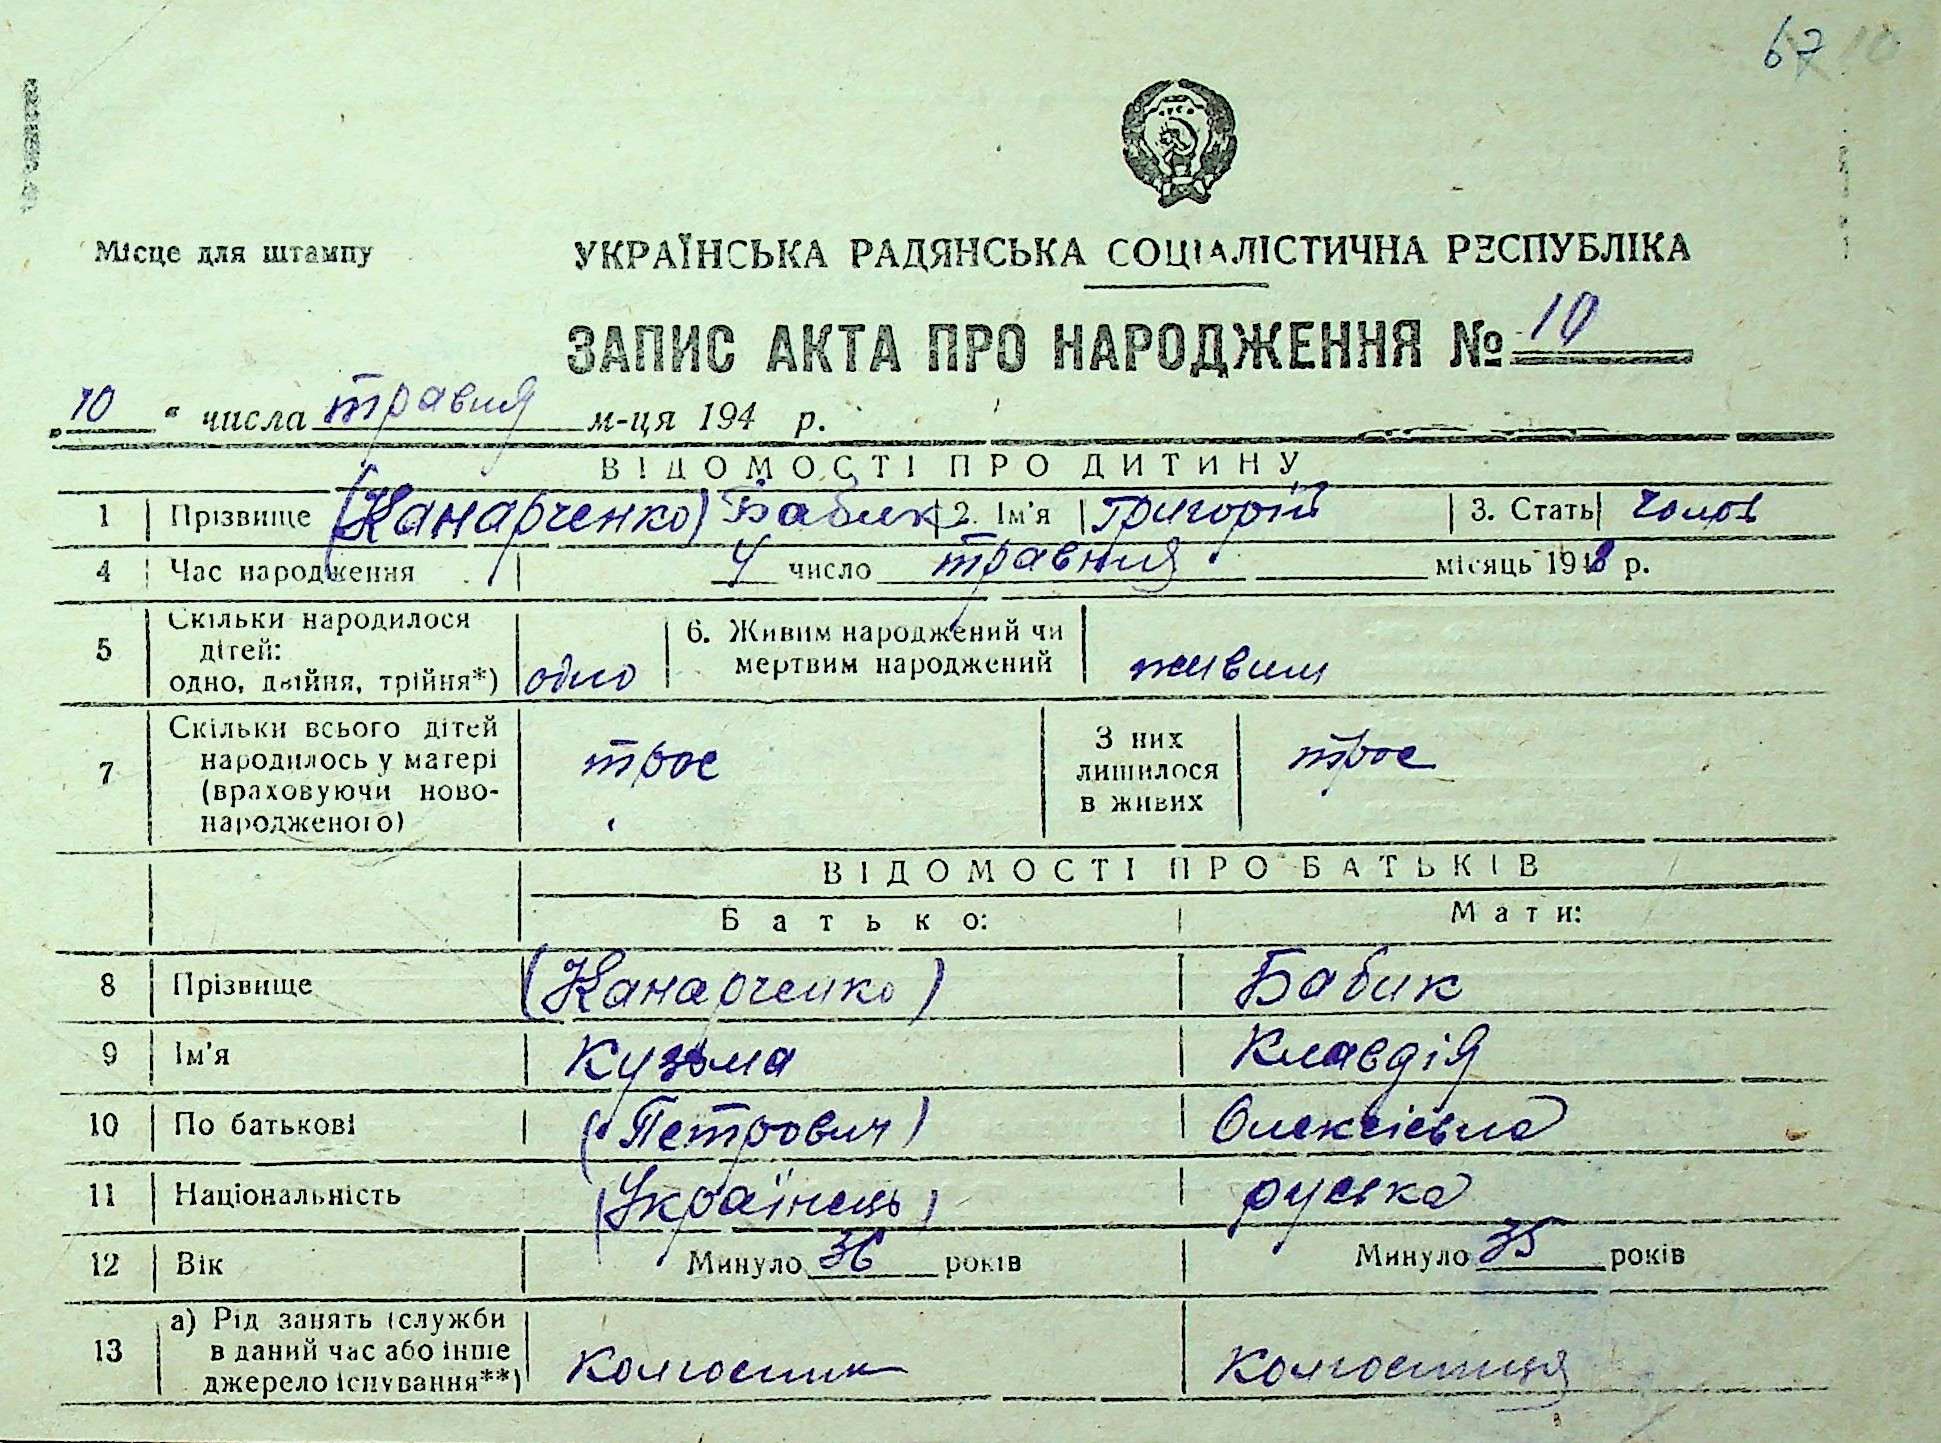 67 10
Місце для штампу
УКРАЇНСЬКА РАДЯНСЬКА СОЦІАЛІСТИЧНА РЕСПУБЛІКА
ЗАПИС АКТА ПРО НАРОДЖЕННЯ № 10
„10“ числа травня м-ця 194 р.
ВІДОМОСТІ ПРО ДИТИНУ
1 Прізвище (Канарченко) Бабик 2. Ім'я Григорій 3. Стать чолов
4 Час народження 4 число травня місяць 1948 р.
5 Скільки народилося дітей: одно, двійня, трійня*) одно 6. Живим народжений чи мертвим народжений живим
7 Скільки всього дітей народилось у матері (враховуючи новонародженого) троє З них лишилося в живих троє
ВІДОМОСТІ ПРО БАТЬКІВ
Батько: Мати:
8 Прізвище (Канарченко) Бабик
9 Ім'я Кузьма Клавдія
10 По батькові (Петрович) Олексієвна
11 Національність (Українець) руська
12 Вік Минуло 36 років Минуло 35 років
13 а) Рід занять (служби в даний час або інше джерело існування**) Колгоспник Колгоспниця